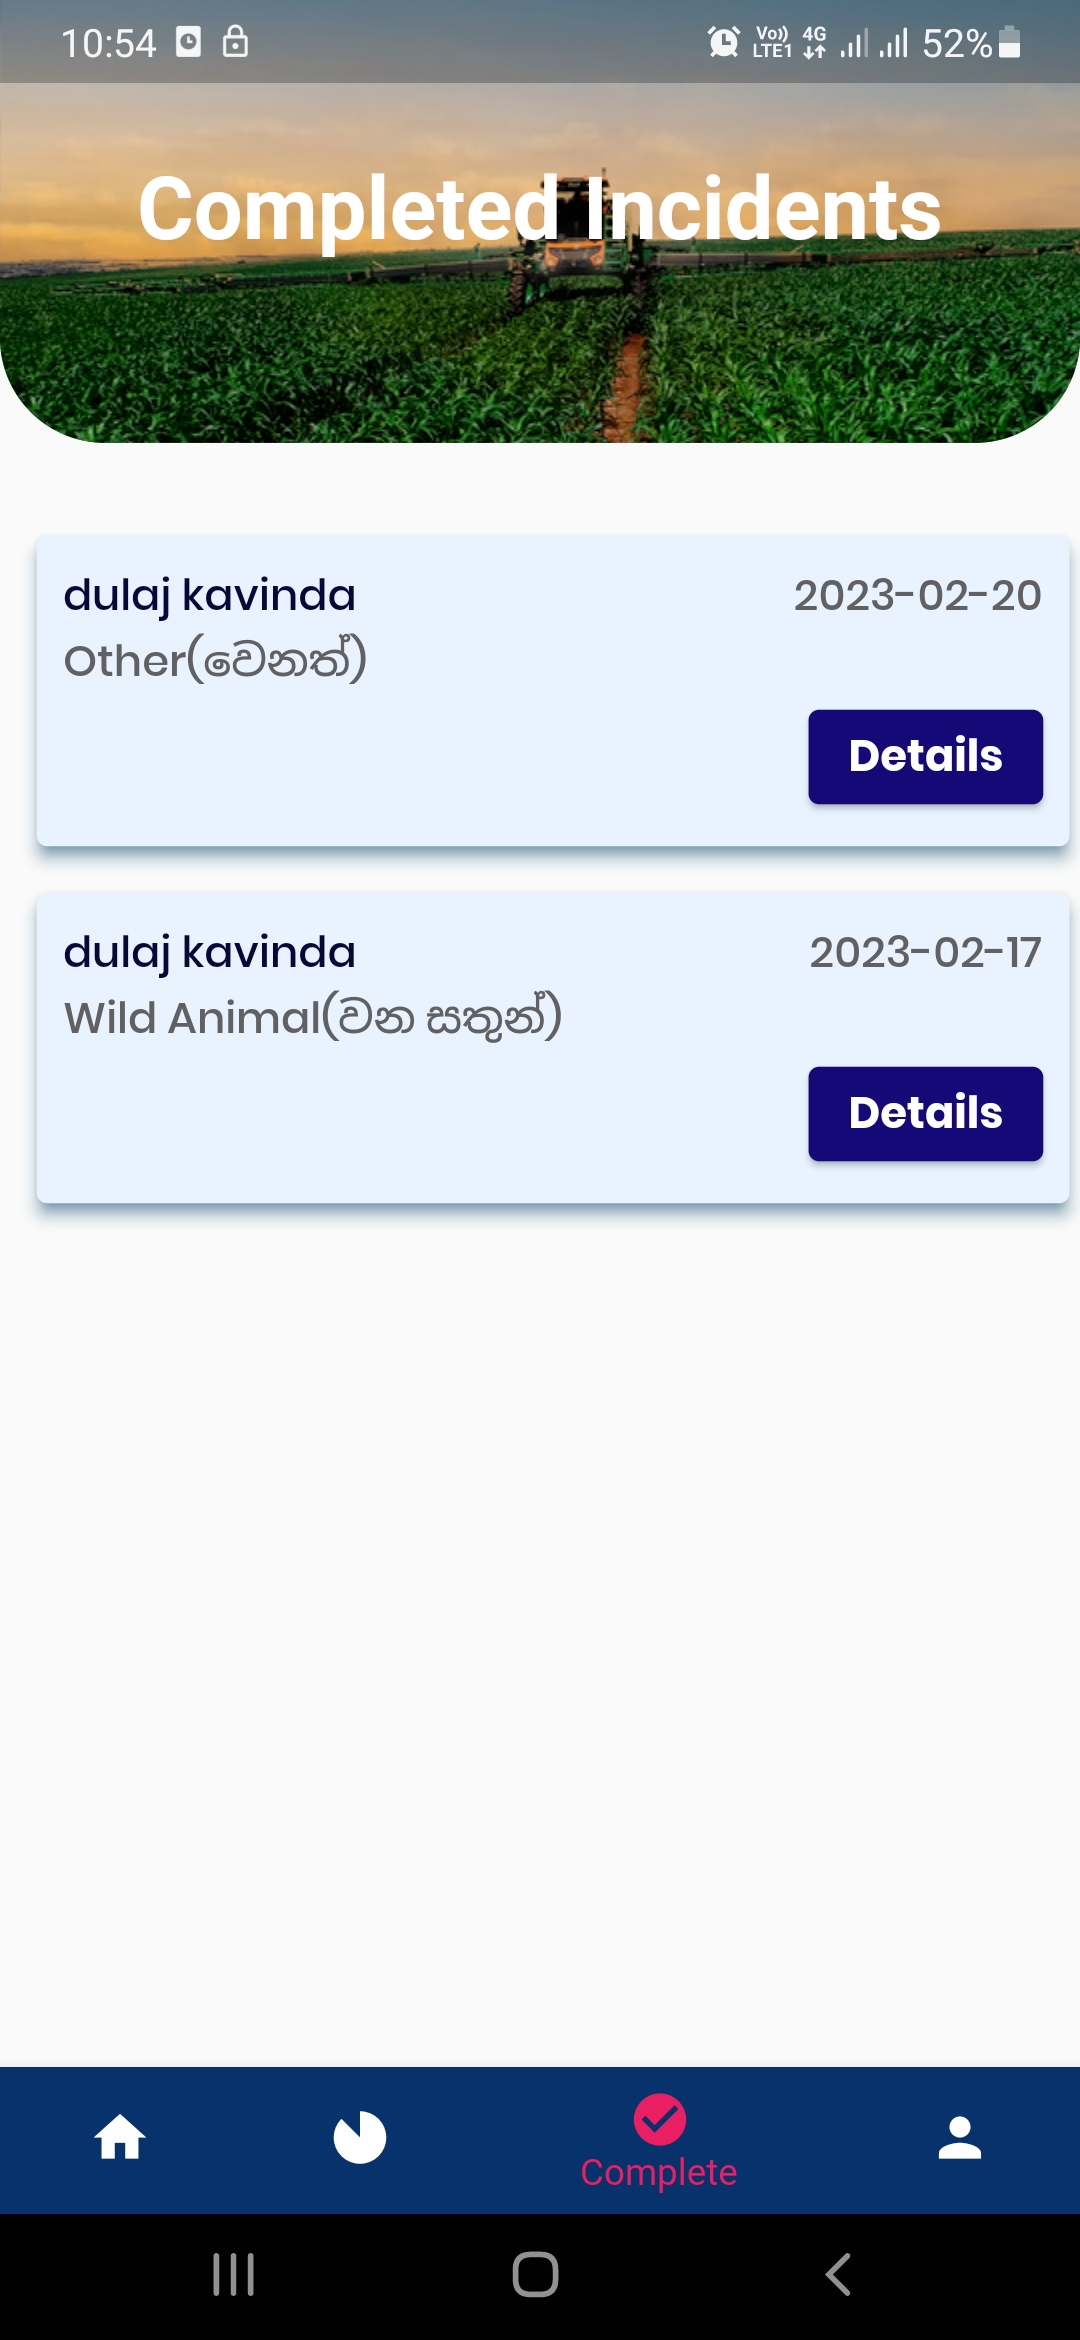 10:54 Vo)) LTE1 4G 52%
Completed Incidents
dulaj kavinda 2023-02-20
Other(වෙනත්)
Details
dulaj kavinda 2023-02-17
Wild Animal(වන සතුන්)
Details
Complete